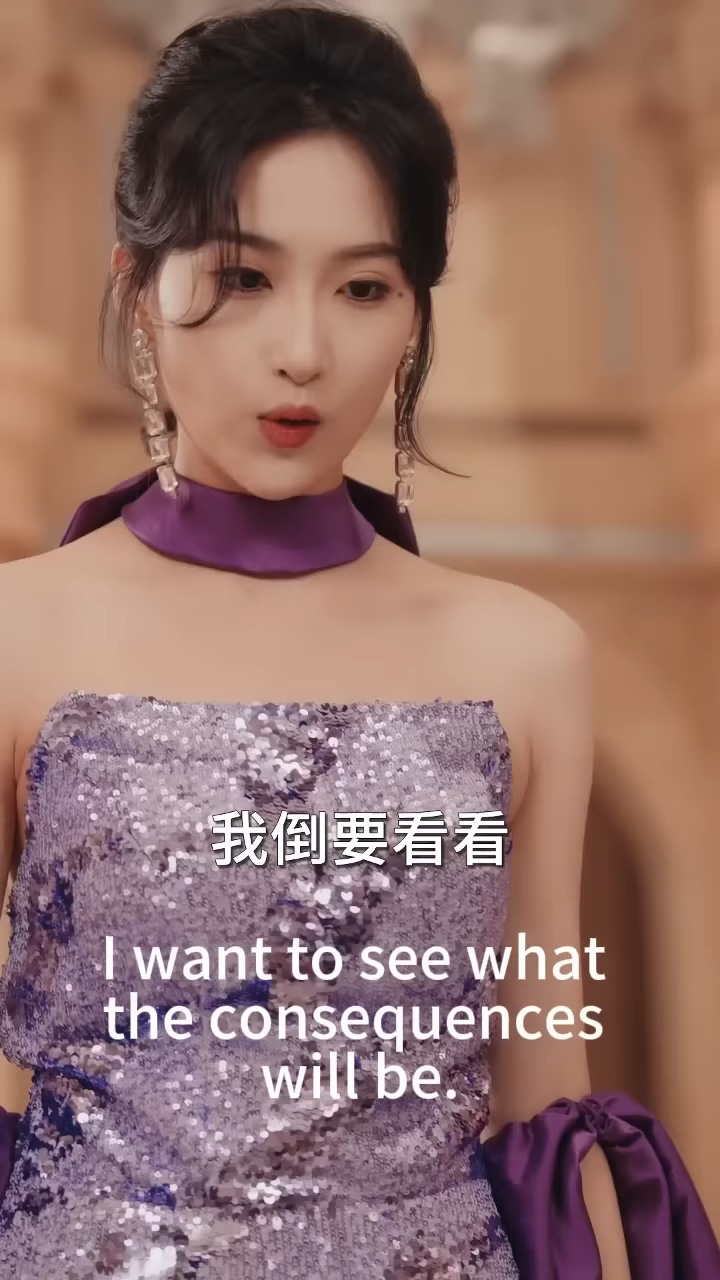 我倒要看看
I want to see what
the consequences
will be.